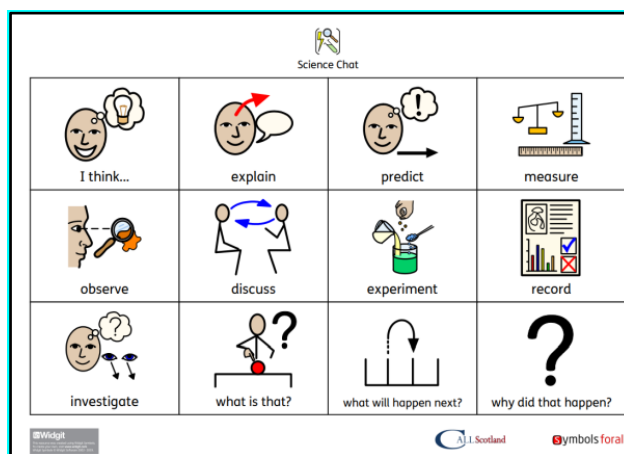 Science Chat
I think...
explain
predict
measure
observe
discuss
experiment
record
investigate
what is that?
what will happen next?
why did that happen?
Widgit
CALL Scotland
Symbols forall